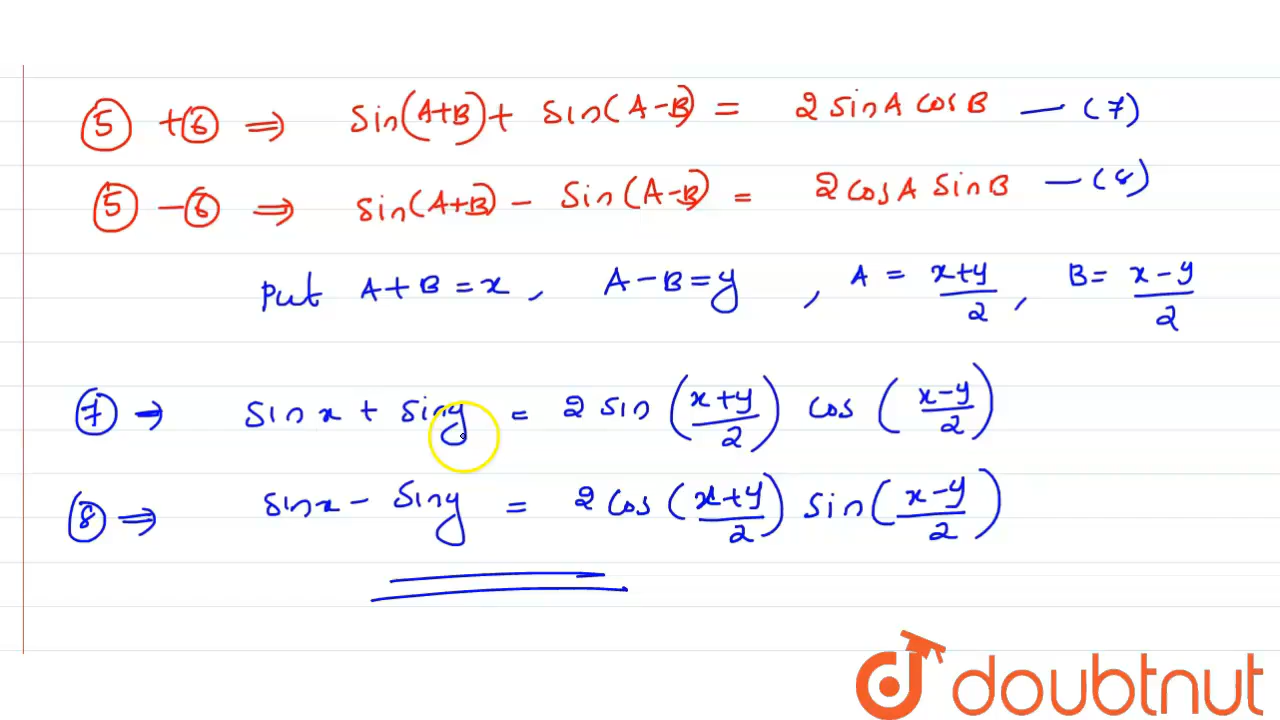 ⑤ + ⑥ ⇒ sin(A+B) + sin(A-B) = 2 sinA cosB — (7)
⑤ - ⑥ ⇒ sin(A+B) - sin(A-B) = 2 cosA sinB — (8)
put A+B=x, A-B=y, A = x+y/2, B = x-y/2
⑦ → sin x + sin y = 2 sin (x+y/2) cos (x-y/2)
⑧ ⇒ sin x - sin y = 2 cos (x+y/2) sin (x-y/2)
doubtnut